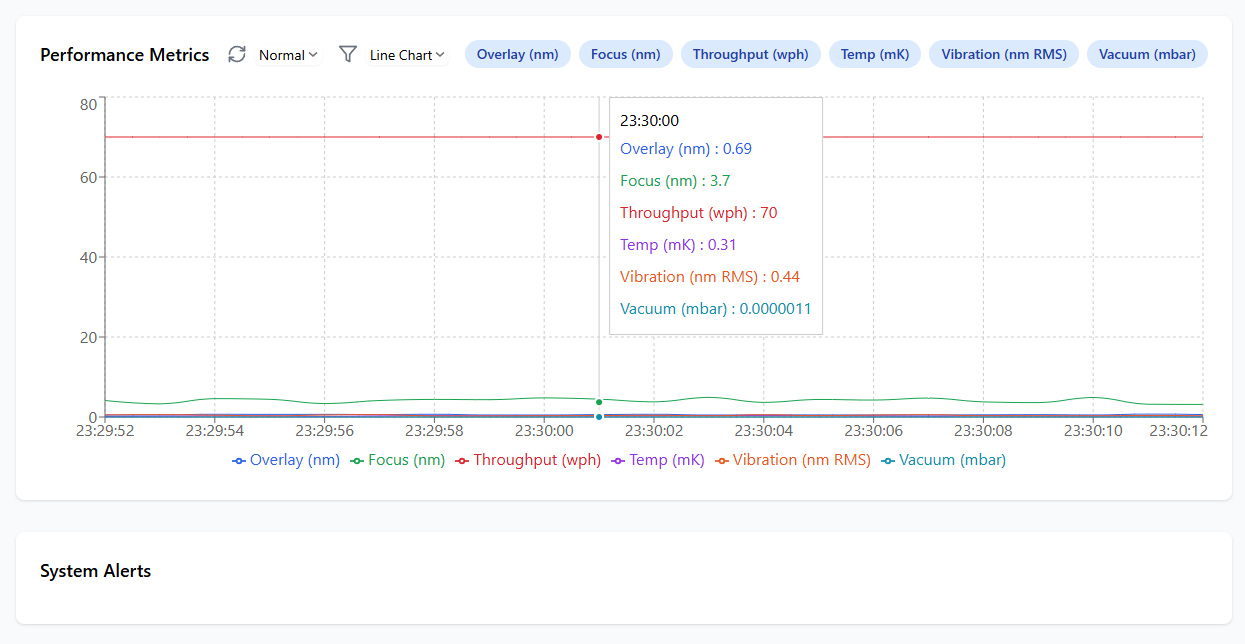 Performance Metrics Normal Line Chart Overlay (nm) Focus (nm) Throughput (wph) Temp (mK) Vibration (nm RMS) Vacuum (mbar)
80
60
40
20
0
23:30:00
Overlay (nm) : 0.69
Focus (nm) : 3.7
Throughput (wph) : 70
Temp (mK) : 0.31
Vibration (nm RMS) : 0.44
Vacuum (mbar) : 0.0000011
23:29:52 23:29:54 23:29:56 23:29:58 23:30:00 23:30:02 23:30:04 23:30:06 23:30:08 23:30:10 23:30:12
Overlay (nm) Focus (nm) Throughput (wph) Temp (mK) Vibration (nm RMS) Vacuum (mbar)
System Alerts